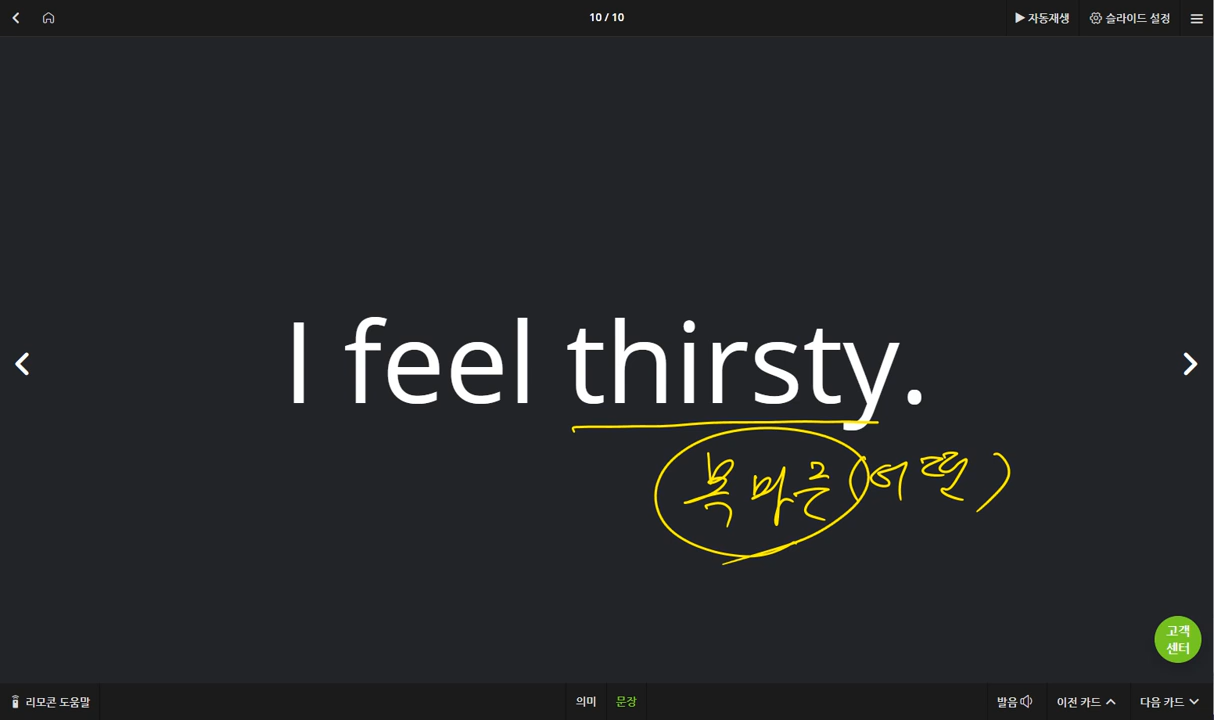 10 / 10
자동재생
슬라이드 설정
I feel thirsty.
목마른
고객
센터
리모콘 도움말
의미
문장
발음
이전 카드
다음 카드